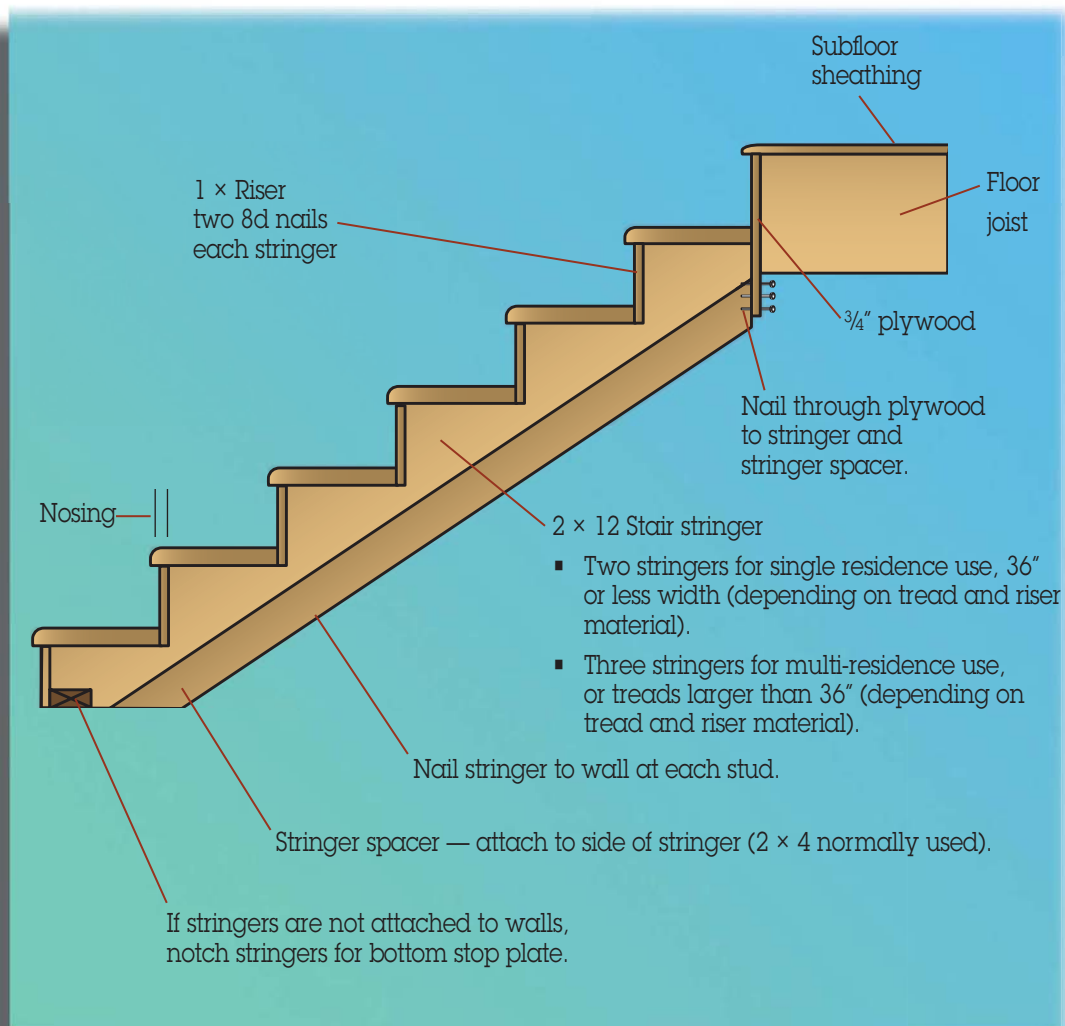 Subfloor
sheathing
1 × Riser
two 8d nails
each stringer
Floor
joist
¾″ plywood
Nail through plywood
to stringer and
stringer spacer.
Nosing
2 × 12 Stair stringer
▪ Two stringers for single residence use, 36″
or less width (depending on tread and riser
material).
▪ Three stringers for multi-residence use,
or treads larger than 36″ (depending on
tread and riser material).
Nail stringer to wall at each stud.
Stringer spacer — attach to side of stringer (2 × 4 normally used).
If stringers are not attached to walls,
notch stringers for bottom stop plate.